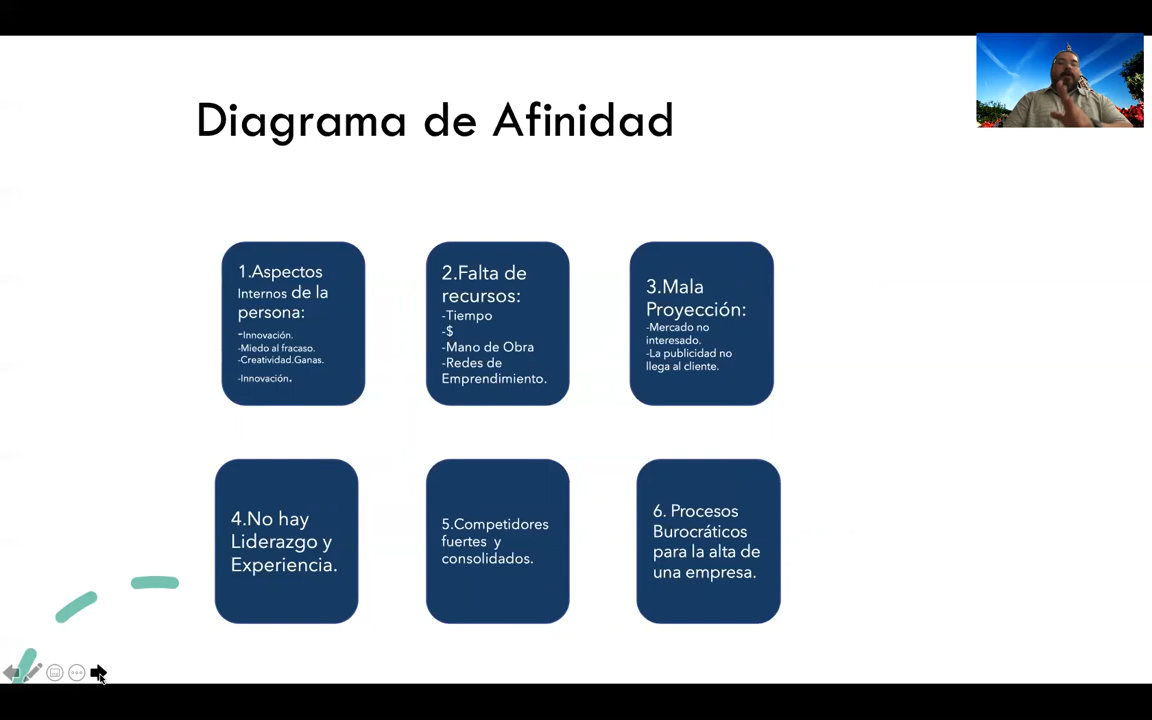 Diagrama de Afinidad
1.Aspectos
Internos de la
persona:
-Innovación.
-Miedo al fracaso.
-Creatividad.Ganas.
-Innovación.
2.Falta de
recursos:
-Tiempo
-$
-Mano de Obra
-Redes de
Emprendimiento.
3.Mala
Proyección:
-Mercado no
interesado.
-La publicidad no
llega al cliente.
4.No hay
Liderazgo y
Experiencia.
5.Competidores
fuertes y
consolidados.
6. Procesos
Burocráticos
para la alta de
una empresa.